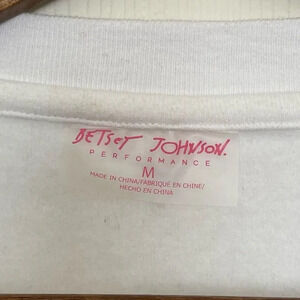 BETSEY JOHNSON.
PERFORMANCE
M
MADE IN CHINA/FABRIQUÉ EN CHINE/
HECHO EN CHINA